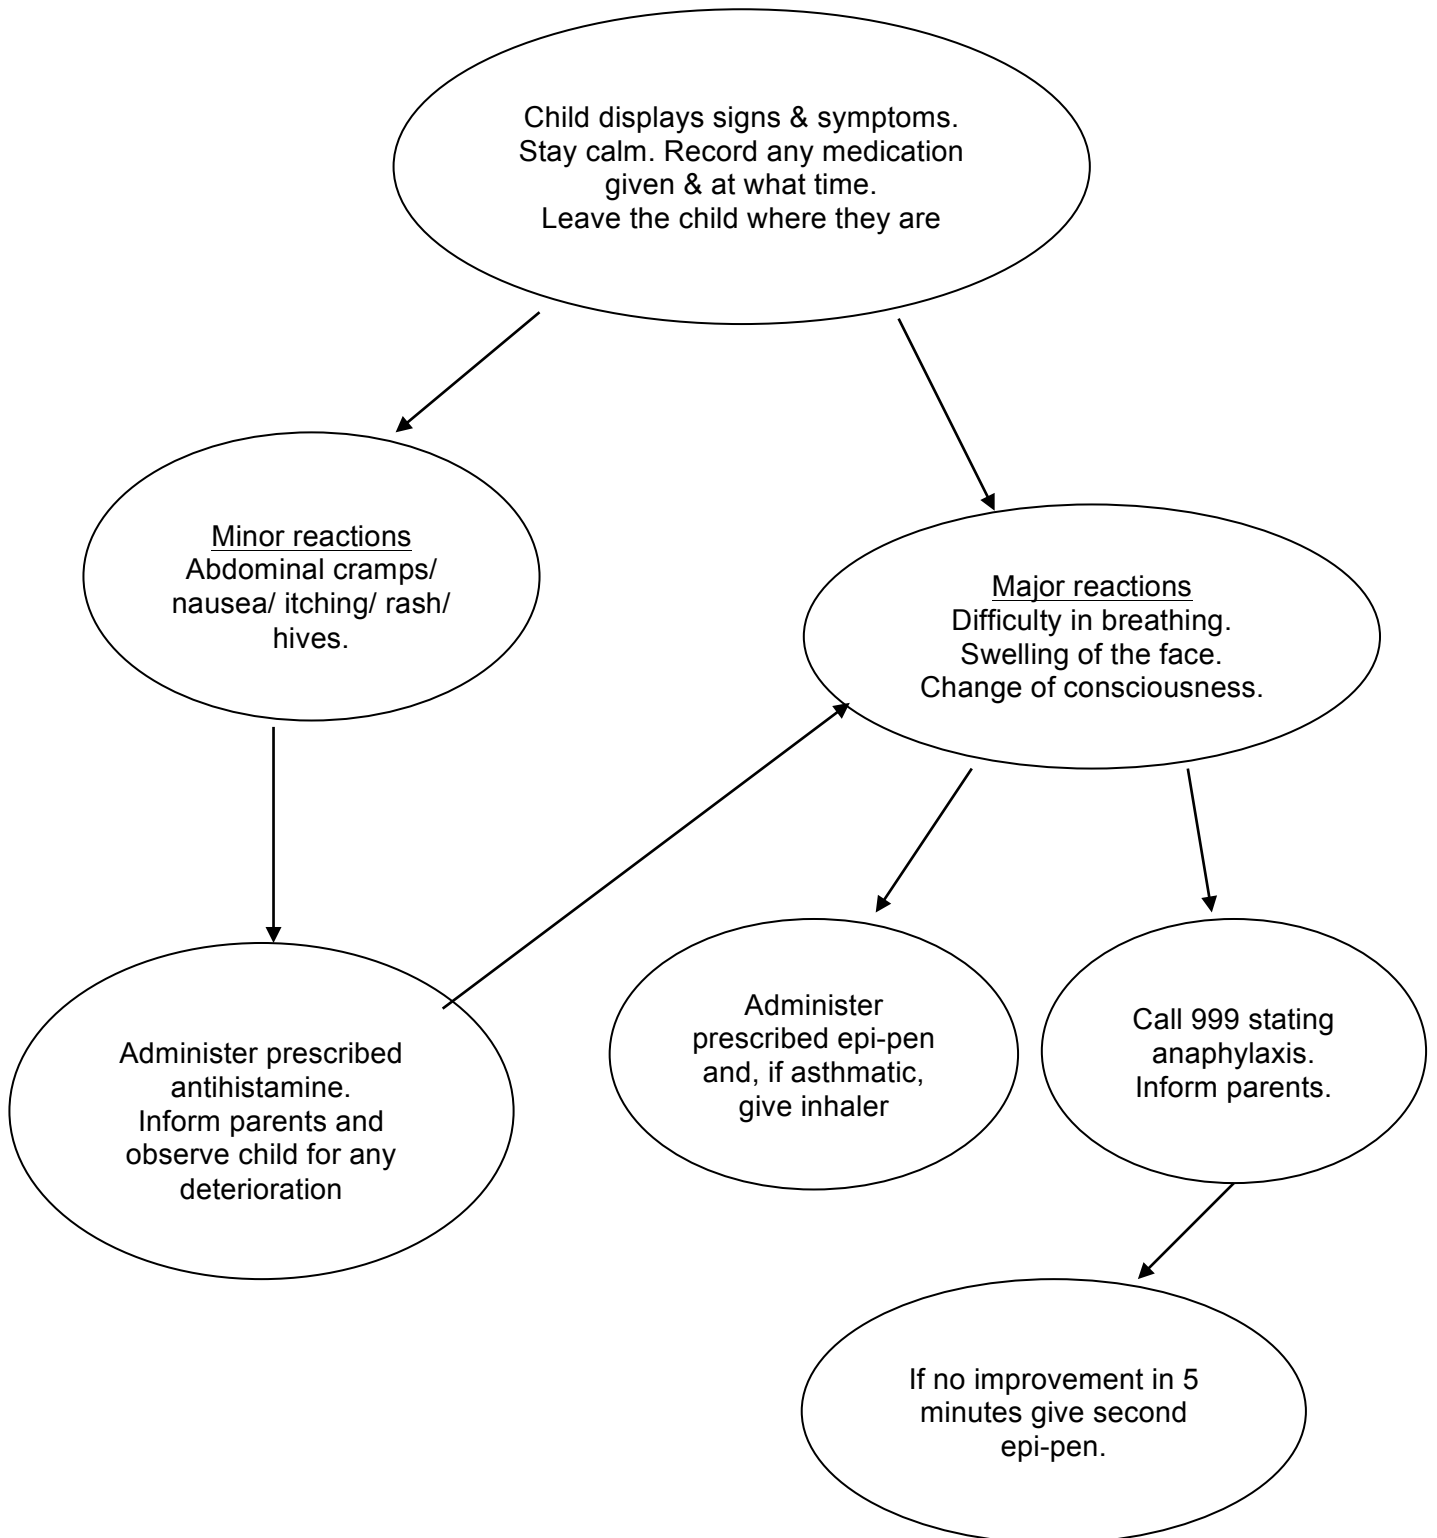 Child displays signs & symptoms.
Stay calm. Record any medication
given & at what time.
Leave the child where they are
Minor reactions
Abdominal cramps/
nausea/ itching/ rash/
hives.
Major reactions
Difficulty in breathing.
Swelling of the face.
Change of consciousness.
Administer prescribed
antihistamine.
Inform parents and
observe child for any
deterioration
Administer
prescribed epi-pen
and, if asthmatic,
give inhaler
Call 999 stating
anaphylaxis.
Inform parents.
If no improvement in 5
minutes give second
epi-pen.